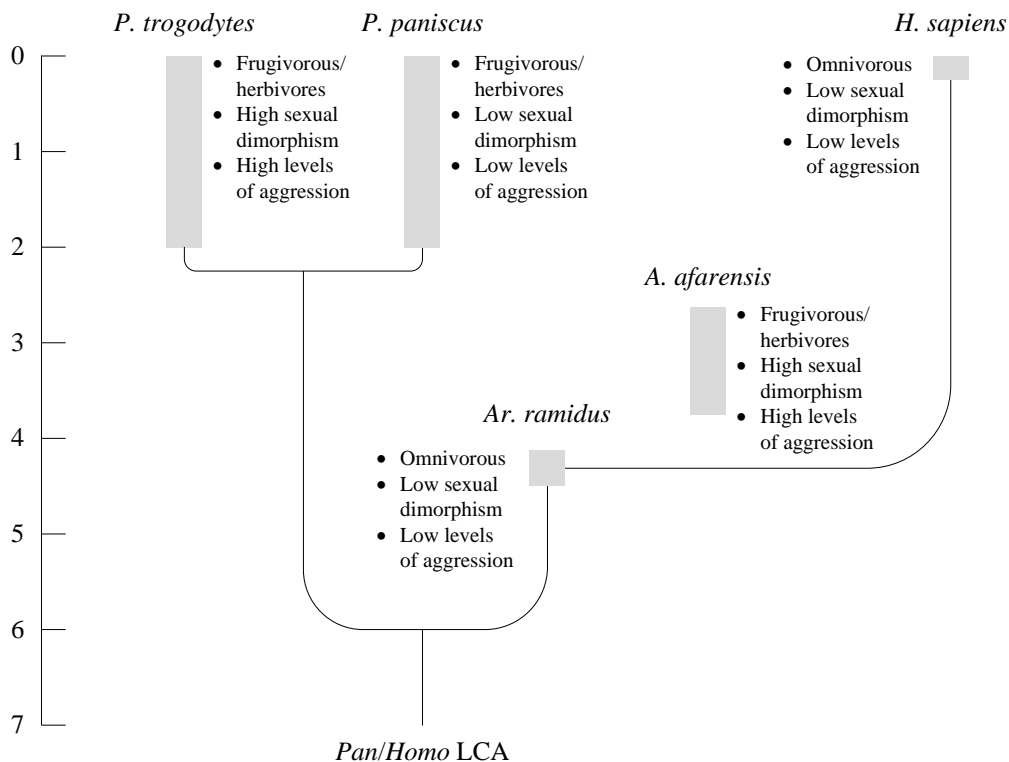 P. trogodytes
P. paniscus
H. sapiens
0
1
2
3
4
5
6
7
• Frugivorous/
herbivores
• High sexual
dimorphism
• High levels
of aggression
• Frugivorous/
herbivores
• Low sexual
dimorphism
• Low levels
of aggression
• Omnivorous
• Low sexual
dimorphism
• Low levels
of aggression
A. afarensis
• Frugivorous/
herbivores
• High sexual
dimorphism
• High levels
of aggression
Ar. ramidus
• Omnivorous
• Low sexual
dimorphism
• Low levels
of aggression
Pan/Homo LCA